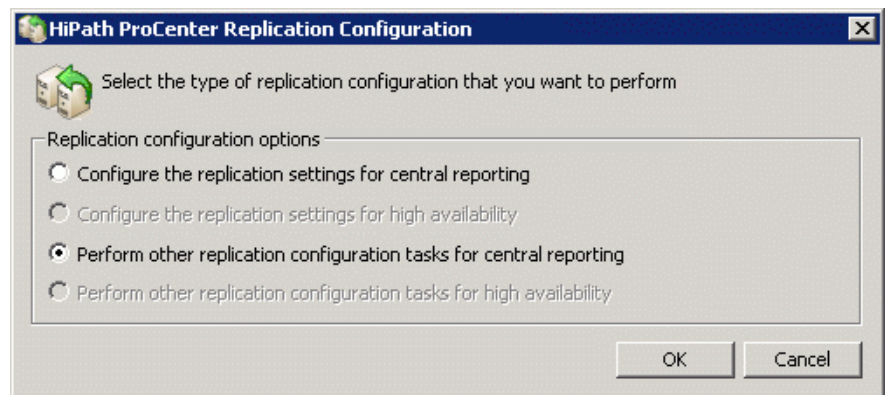 HiPath ProCenter Replication Configuration
Select the type of replication configuration that you want to perform
Replication configuration options
Configure the replication settings for central reporting
Configure the replication settings for high availability
Perform other replication configuration tasks for central reporting
Perform other replication configuration tasks for high availability
OK Cancel